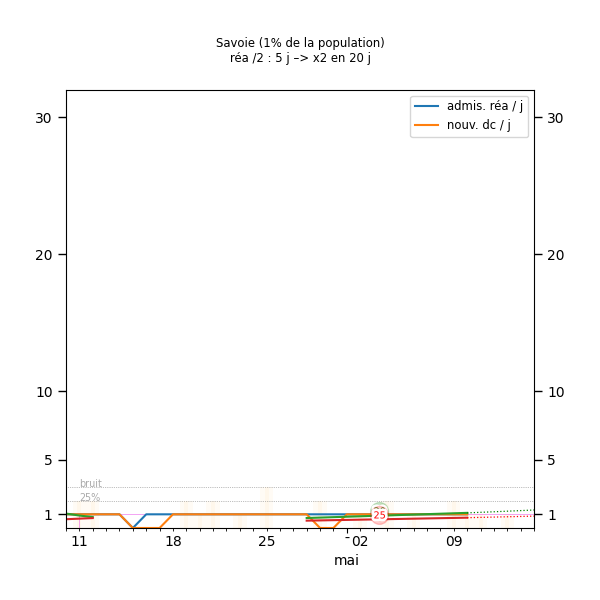 Savoie (1% de la population)
réa /2 : 5 j –> x2 en 20 j
admis. réa / j
nouv. dc / j
30
30
20
20
10
10
5
5
bruit
25%
25
1
1
11
18
25
02
09
mai